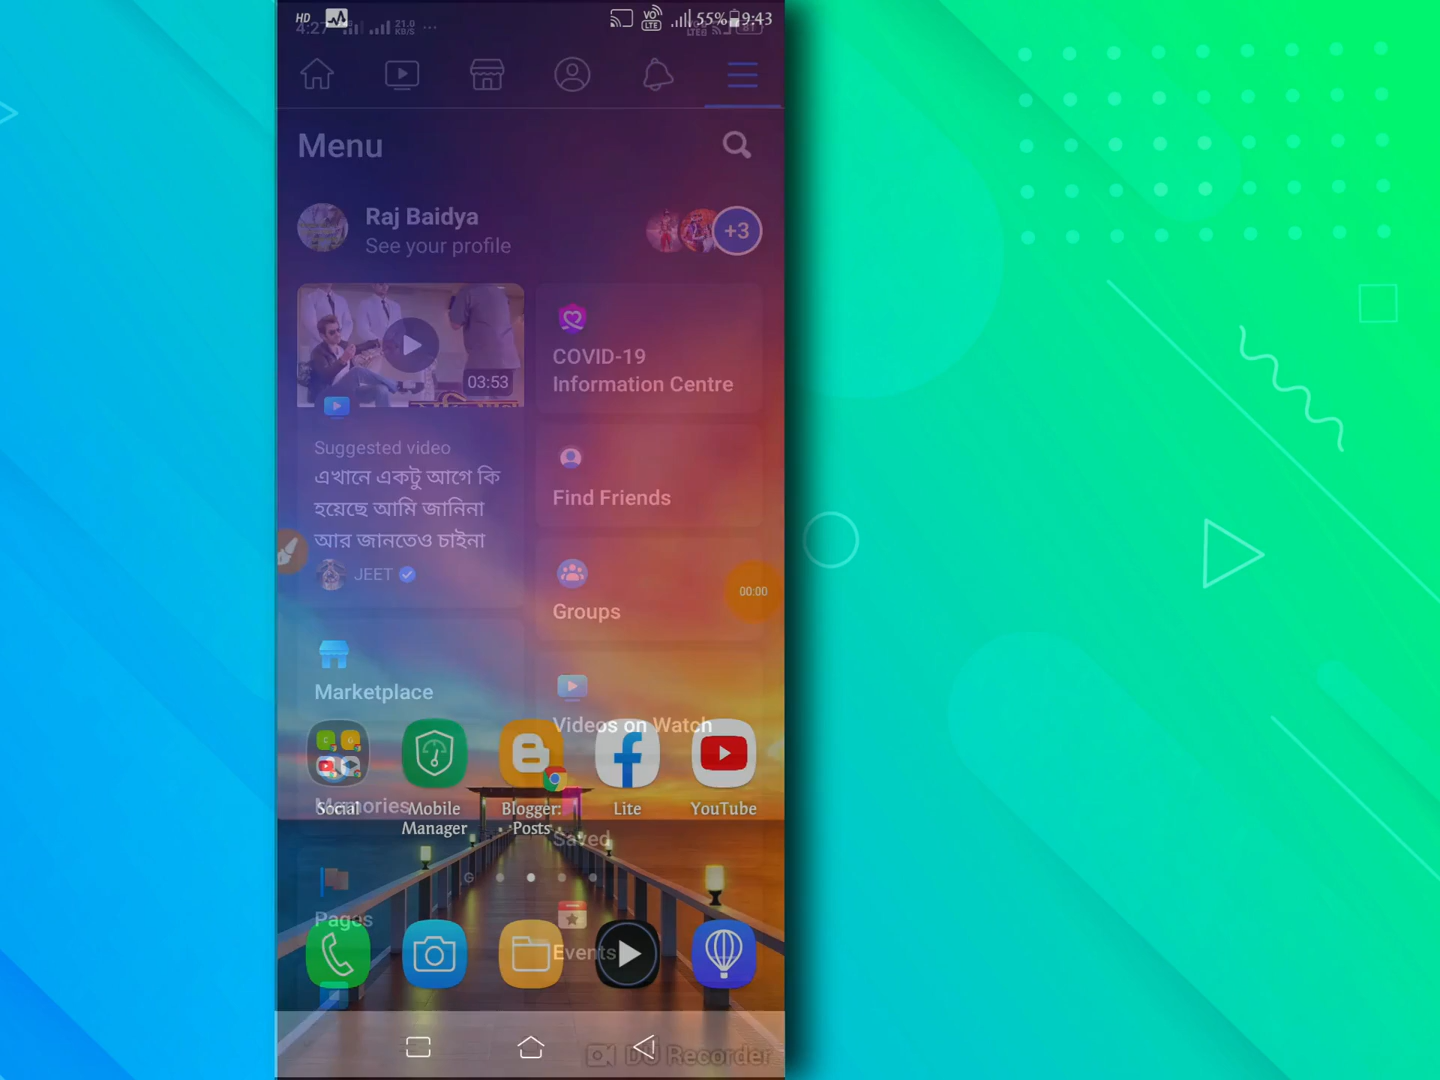 HD
55% 9:43
VO
LTE
4:27
21.0
KB/S
Menu
Raj Baidya
See your profile
+3
03:53
COVID-19
Information Centre
Suggested video
এখানে একটু আগে কি
হয়েছে আমি জানিনা
আর জানতেও চাইনা
JEET
Find Friends
00:00
Groups
Marketplace
Videos on Watch
Memories
Social
Mobile
Manager
Blogger:
Posts
Lite
YouTube
Saved
G
Pages
Events
DU Recorder